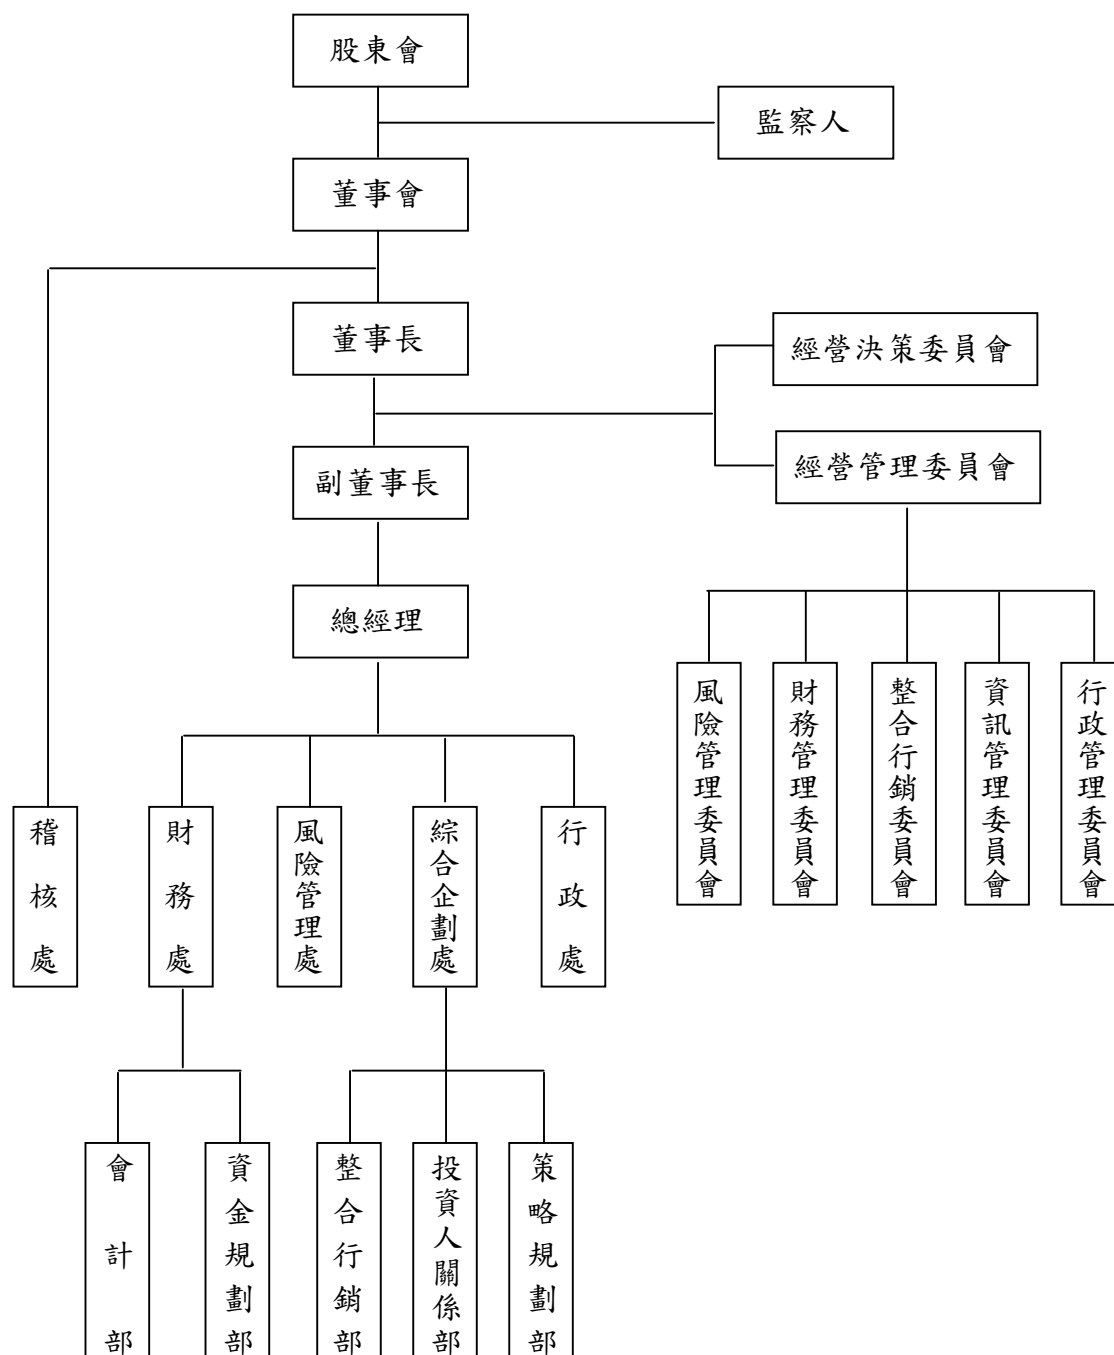 股東會
監察人
董事會
董事長
經營決策委員會
副董事長
經營管理委員會
總經理
風險管理委員會
財務管理委員會
整合行銷委員會
資訊管理委員會
行政管理委員會
稽核處
財務處
風險管理处
綜合企劃處
行政處
會計部
資金規劃部
整合行銷部
投資人關係部
策略規劃部